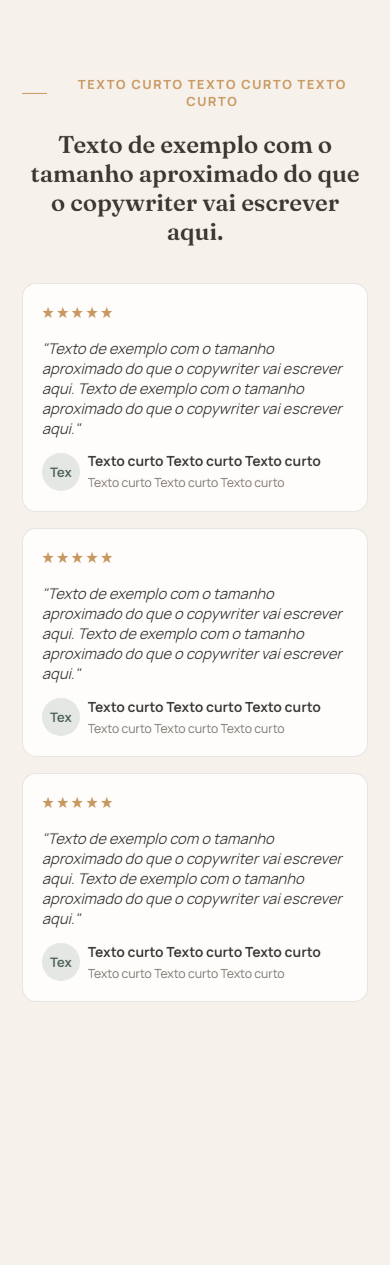 TEXTO CURTO TEXTO CURTO TEXTO
CURTO
Texto de exemplo com o
tamanho aproximado do que
o copywriter vai escrever
aqui.
★★★★★
"Texto de exemplo com o tamanho
aproximado do que o copywriter vai escrever
aqui. Texto de exemplo com o tamanho
aproximado do que o copywriter vai escrever
aqui."
Tex
Texto curto Texto curto Texto curto
Texto curto Texto curto Texto curto
★★★★★
"Texto de exemplo com o tamanho
aproximado do que o copywriter vai escrever
aqui. Texto de exemplo com o tamanho
aproximado do que o copywriter vai escrever
aqui."
Tex
Texto curto Texto curto Texto curto
Texto curto Texto curto Texto curto
★★★★★
"Texto de exemplo com o tamanho
aproximado do que o copywriter vai escrever
aqui. Texto de exemplo com o tamanho
aproximado do que o copywriter vai escrever
aqui."
Tex
Texto curto Texto curto Texto curto
Texto curto Texto curto Texto curto